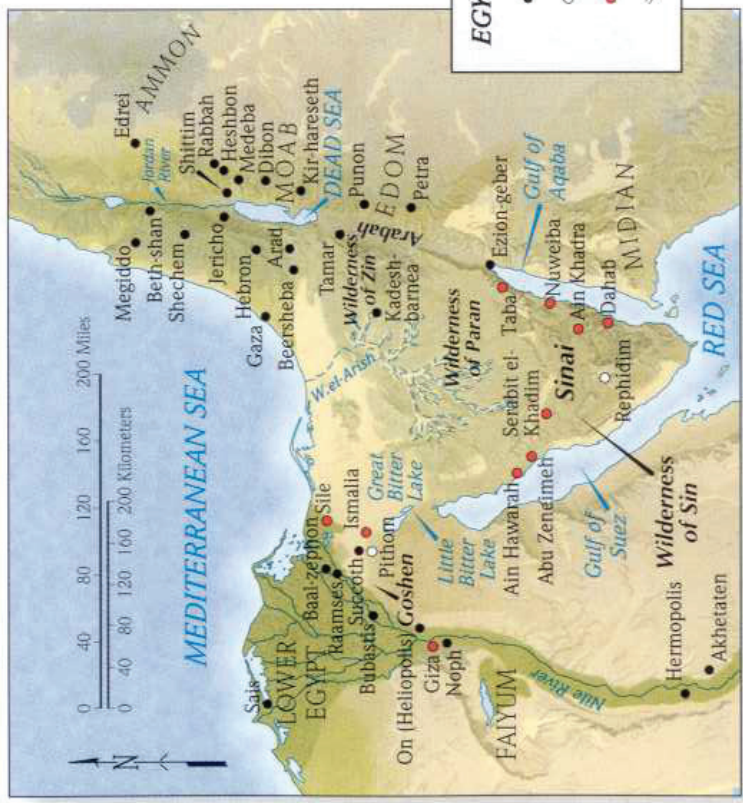 MEDITERRANEAN SEA
0 40 80 120 160 200 Miles
0 40 80 120 160 200 Kilometers
N
EGY
Edrei
AMMON
Jordan
River
Shittim
Rabbah
Heshbon
Medeba
Dibon
MOAB
Kir-hareseth
DEAD SEA
Megiddo
Beth-shan
Shechem
Jericho
Hebron
Arad
Gaza
Beersheba
Tamar
Wilderness
of Zin
Kadesh-
barnea
Arabah
Punon
EDOM
Petra
W.el-Arish
Wilderness
of Paran
Ezion-geber
Gulf of
Aqaba
Taba
Nuweiba
Ain Khadra
Dahab
MIDIAN
Serabit el-
Khadim
Sinai
Rephidim
RED SEA
Sais
LOWER
EGYPT
Baal-zephon
Raamses
Sile
Succoth
Ismalia
Pithom
Great
Bitter
Lake
Bubastis
Goshen
Little
Bitter
Lake
On (Heliopolis)
Giza
Noph
Ain Hawarah
Abu Zeneimeh
Gulf of
Suez
Wilderness
of Sin
FAIYUM
Nile River
Hermopolis
Akhetaten